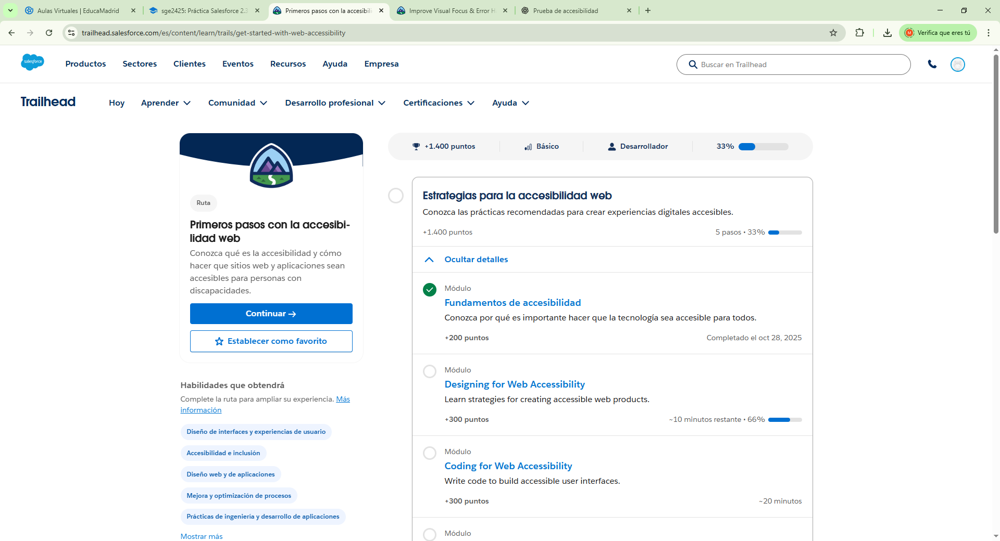 Aulas Virtuales | EducaMadrid
sge2425: Práctica Salesforce 2.3
Primeros pasos con la accesibili
Improve Visual Focus & Error H
Prueba de accesibilidad
trailhead.salesforce.com/es/content/learn/trails/get-started-with-web-accessibility
M
Verifica que eres tú
salesforce
Productos
Sectores
Clientes
Eventos
Recursos
Ayuda
Empresa
Buscar en Trailhead
Trailhead
Hoy
Aprender
Comunidad
Desarrollo profesional
Certificaciones
Ayuda
Ruta
Primeros pasos con la accesibi-
lidad web
Conozca qué es la accesibilidad y cómo
hacer que sitios web y aplicaciones sean
accesibles para personas con
discapacidades.
Continuar →
Establecer como favorito
Habilidades que obtendrá
Complete la ruta para ampliar su experiencia. Más
información
Diseño de interfaces y experiencias de usuario
Accesibilidad e inclusión
Diseño web y de aplicaciones
Mejora y optimización de procesos
Prácticas de ingeniería y desarrollo de aplicaciones
Mostrar más
+1.400 puntos
Básico
Desarrollador
33%
Estrategias para la accesibilidad web
Conozca las prácticas recomendadas para crear experiencias digitales accesibles.
+1.400 puntos
5 pasos • 33%
Ocultar detalles
Módulo
Fundamentos de accesibilidad
Conozca por qué es importante hacer que la tecnología sea accesible para todos.
+200 puntos
Completado el oct 28, 2025
Módulo
Designing for Web Accessibility
Learn strategies for creating accessible web products.
+300 puntos
~10 minutos restante • 66%
Módulo
Coding for Web Accessibility
Write code to build accessible user interfaces.
+300 puntos
~20 minutos
Módulo